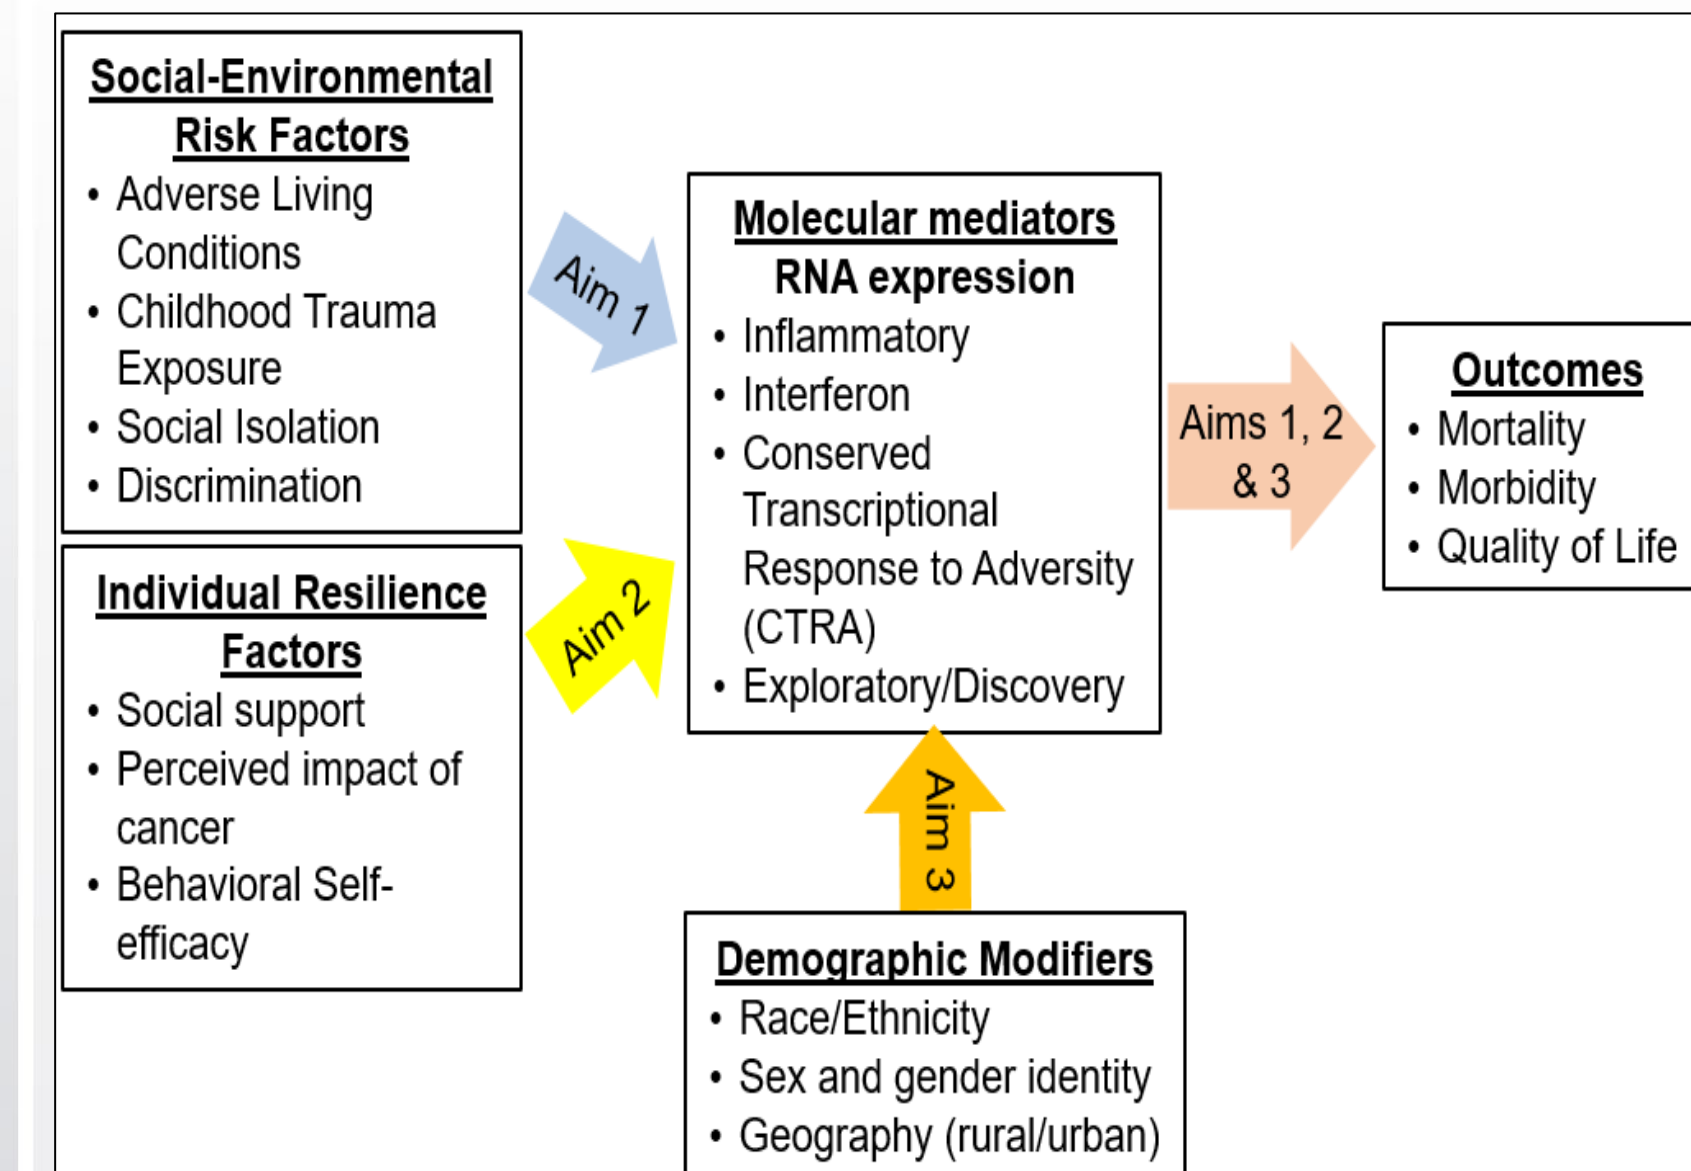 Social-Environmental
Risk Factors
• Adverse Living
Conditions
• Childhood Trauma
Exposure
• Social Isolation
• Discrimination
Aim 1
Individual Resilience
Factors
• Social support
• Perceived impact of
cancer
• Behavioral Self-
efficacy
Aim 2
Molecular mediators
RNA expression
• Inflammatory
• Interferon
• Conserved
Transcriptional
Response to Adversity
(CTRA)
• Exploratory/Discovery
Aim 3
Demographic Modifiers
• Race/Ethnicity
• Sex and gender identity
• Geography (rural/urban)
Aims 1, 2
& 3
Outcomes
• Mortality
• Morbidity
• Quality of Life